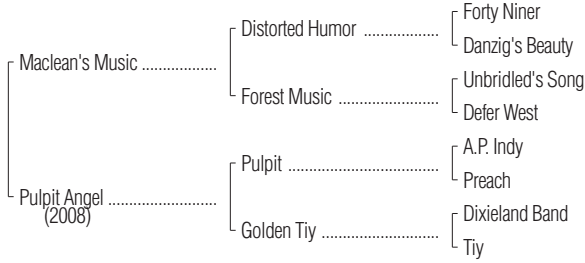 Forty Niner
Distorted Humor ..................
Danzig's Beauty
Maclean's Music ..................
Unbridled's Song
Forest Music ........................
Defer West
A.P. Indy
Pulpit ....................................
Preach
Pulpit Angel ..........................
(2008)
Dixieland Band
Golden Tiy ............................
Tiy